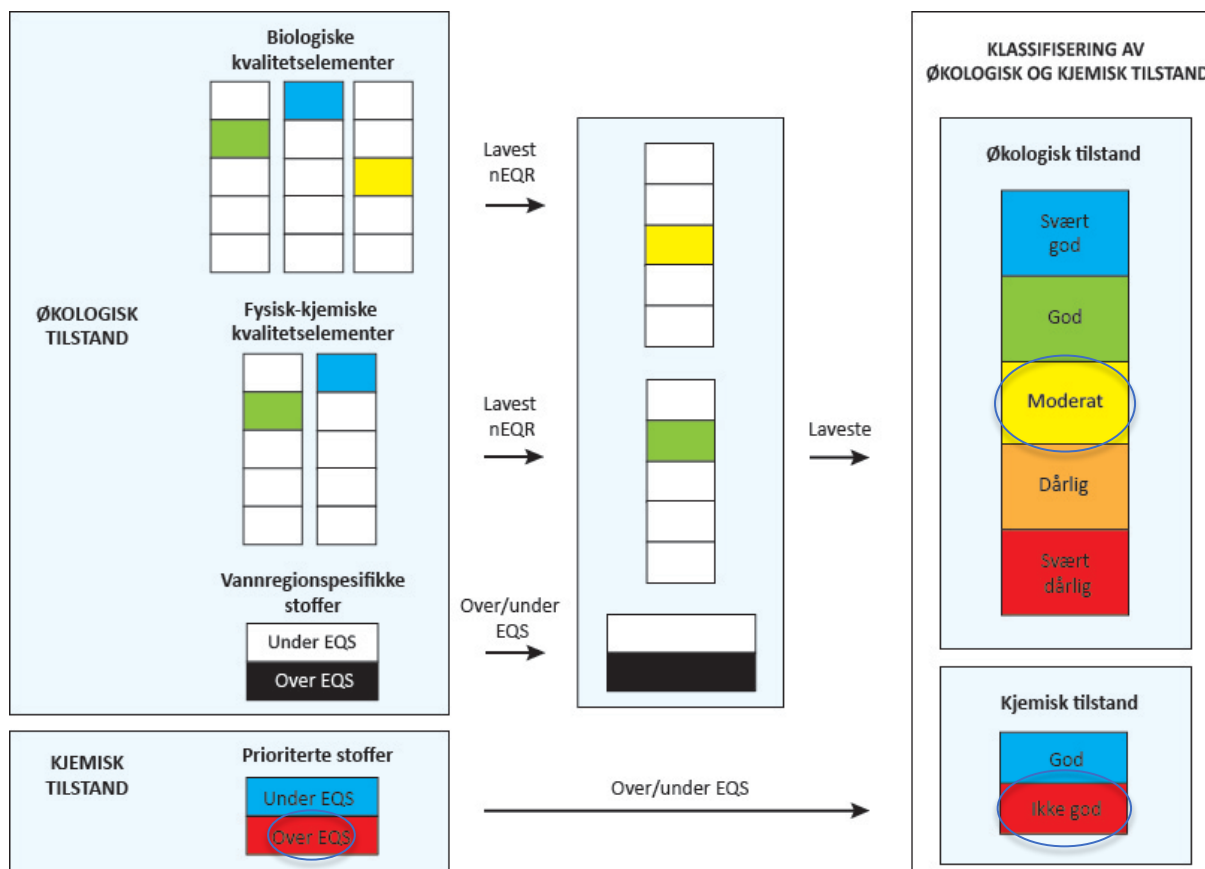 Biologiske
kvalitetselementer
ØKOLOGISK
TILSTAND
Fysisk-kjemiske
kvalitetselementer
Vannregionspesifikke
stoffer
Under EQS
Over EQS
KJEMISK
TILSTAND
Prioriterte stoffer
Under EQS
Over EQS
Lavest
nEQR
Lavest
nEQR
Over/under
EQS
Over/under EQS
Laveste
KLASSIFISERING AV
ØKOLOGISK OG KJEMISK TILSTAND
Økologisk tilstand
Svært
god
God
Moderat
Dårlig
Svært
dårlig
Kjemisk tilstand
God
Ikke god